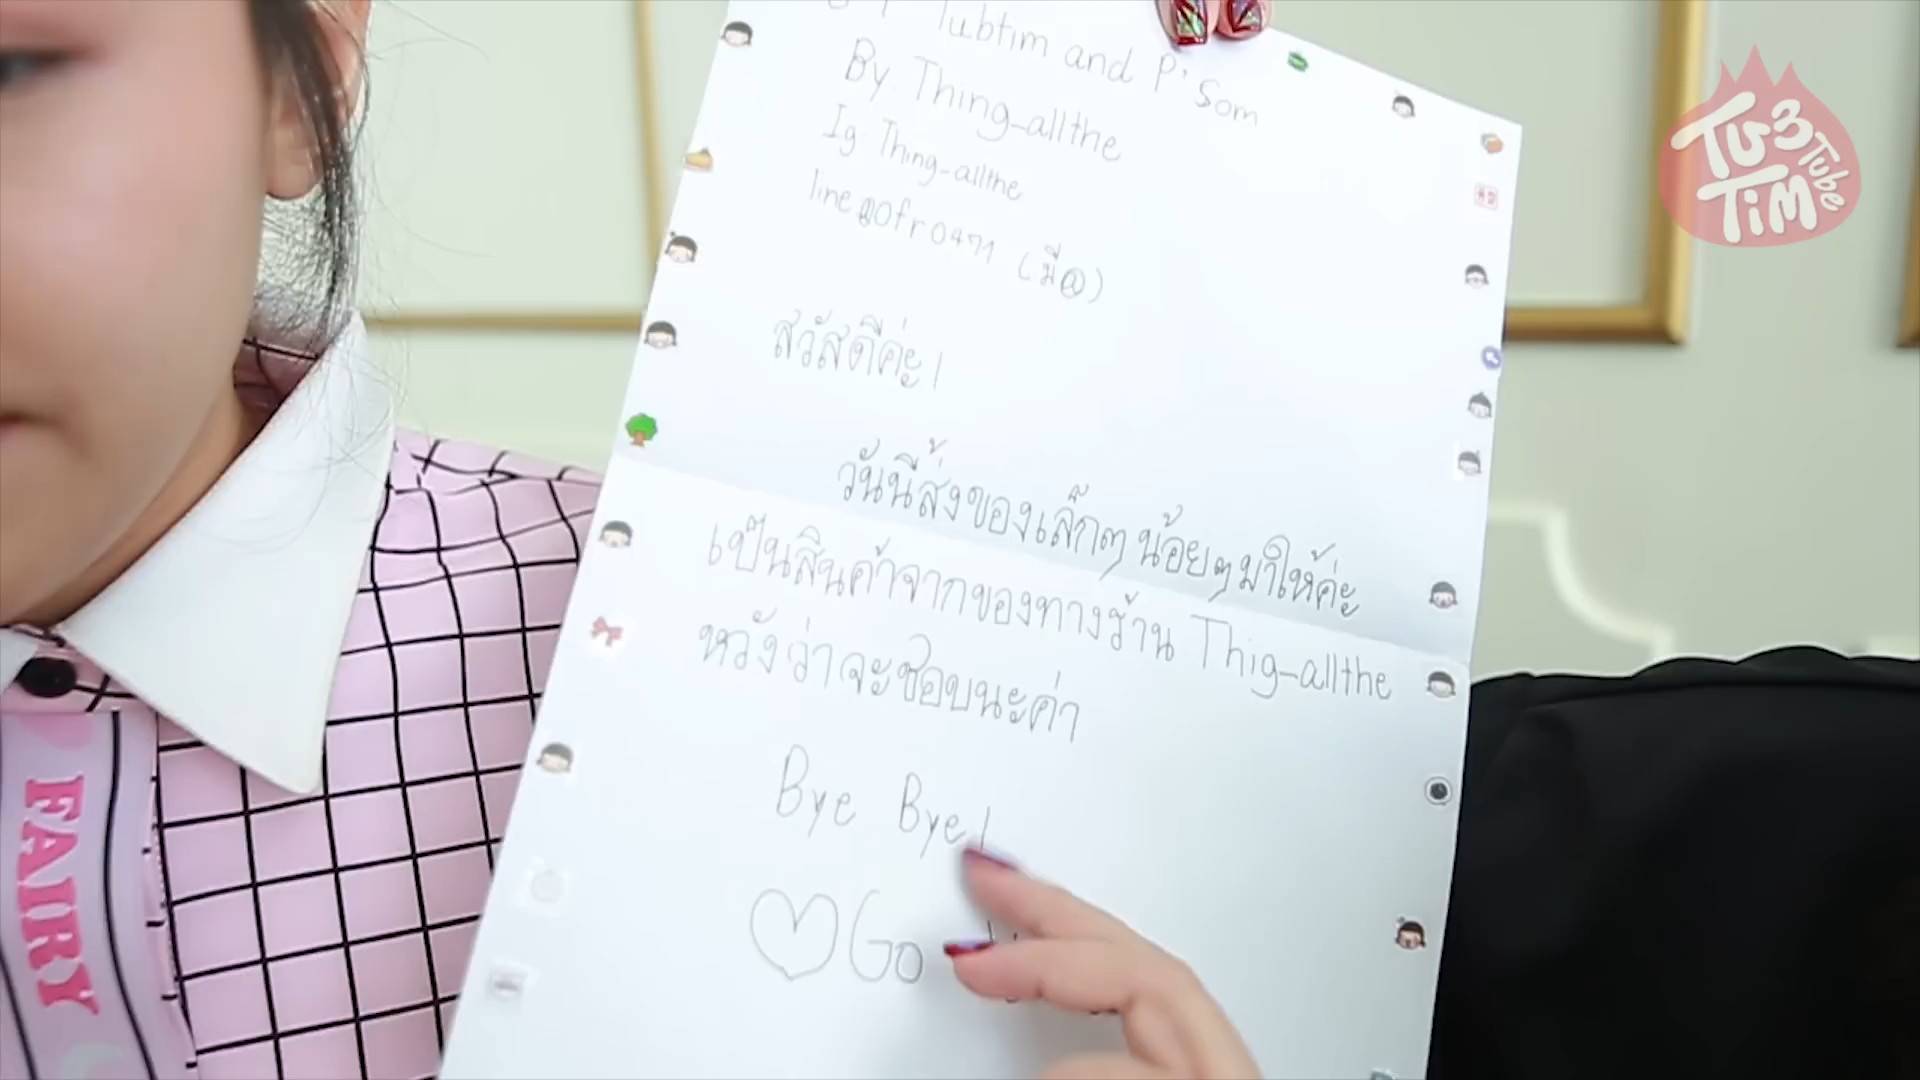 Tubtim and P'Som
By Thing-allthe
Ig Thing-allthe
line @0fr0471 (มี@)
สวัสดีค่ะ!
วันนี้ส่งของเล็กๆ น้อยๆ มาให้ค่ะ
เป็นสินค้าจากของทางร้าน Thig-allthe
หวังว่าจะชอบนะค่า
Bye Bye!
Go
FAIRY
TUB3
Tube
TiM